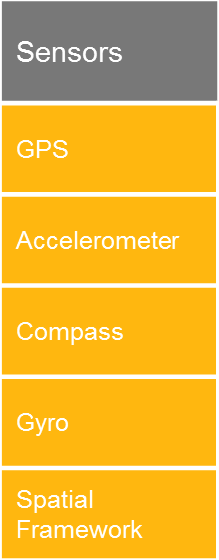 Sensors
GPS
Accelerometer
Compass
Gyro
Spatial
Framework